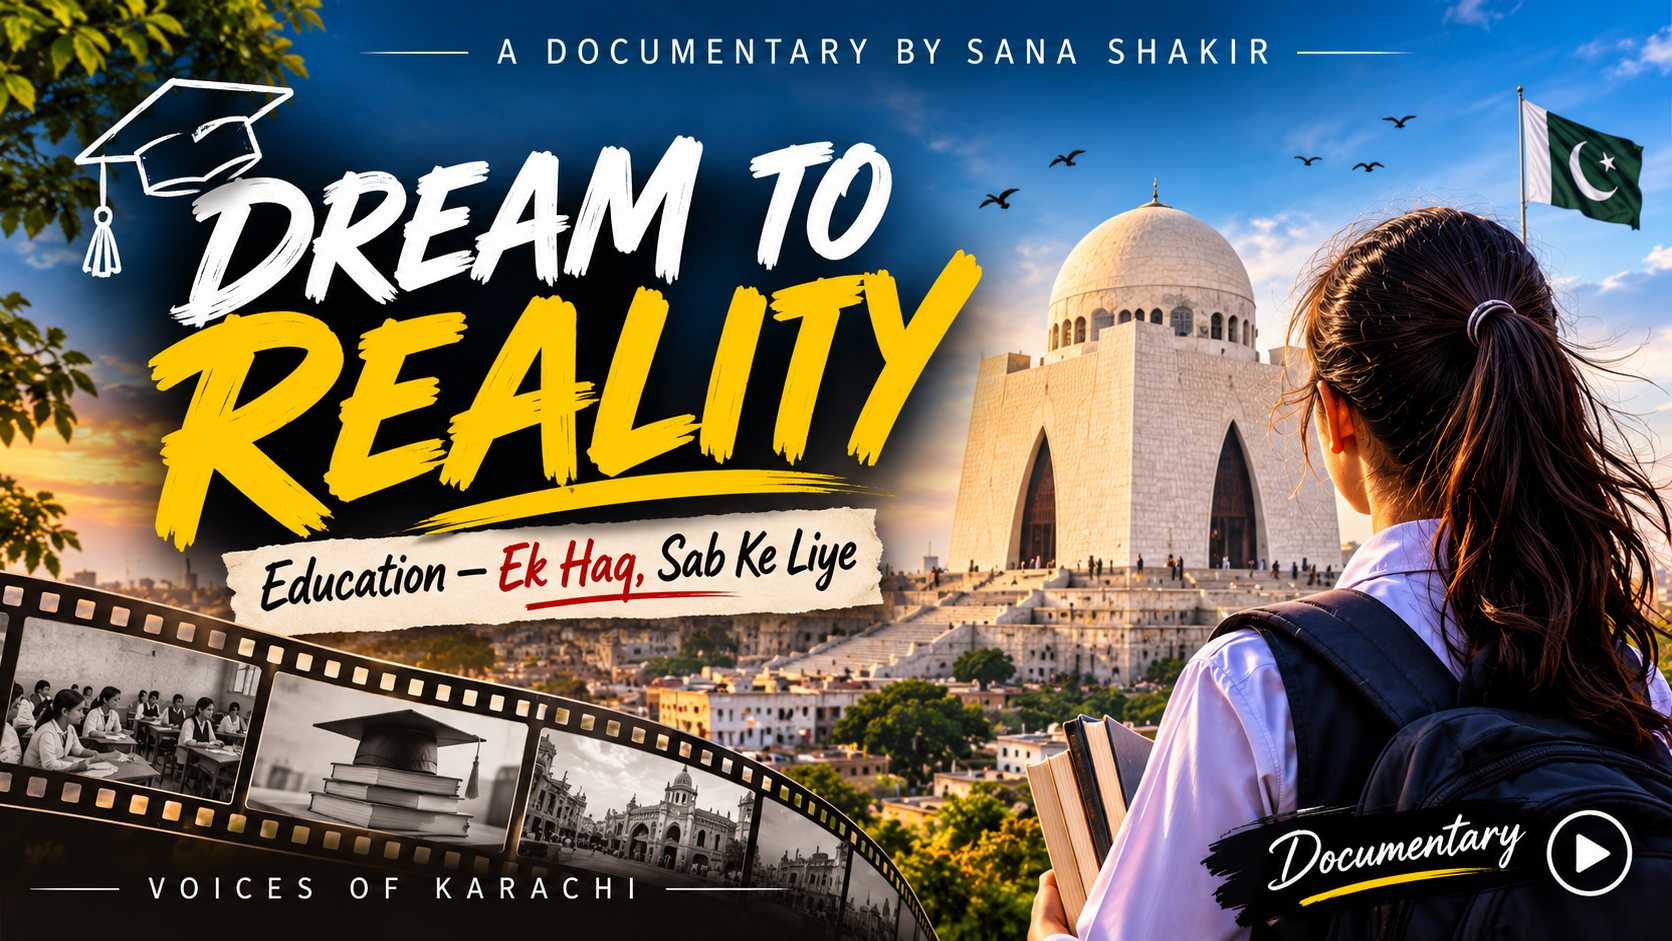 A DOCUMENTARY BY SANA SHAKIR
DREAM TO
REALITY
Education – Ek Haq, Sab Ke Liye
VOICES OF KARACHI
Documentary